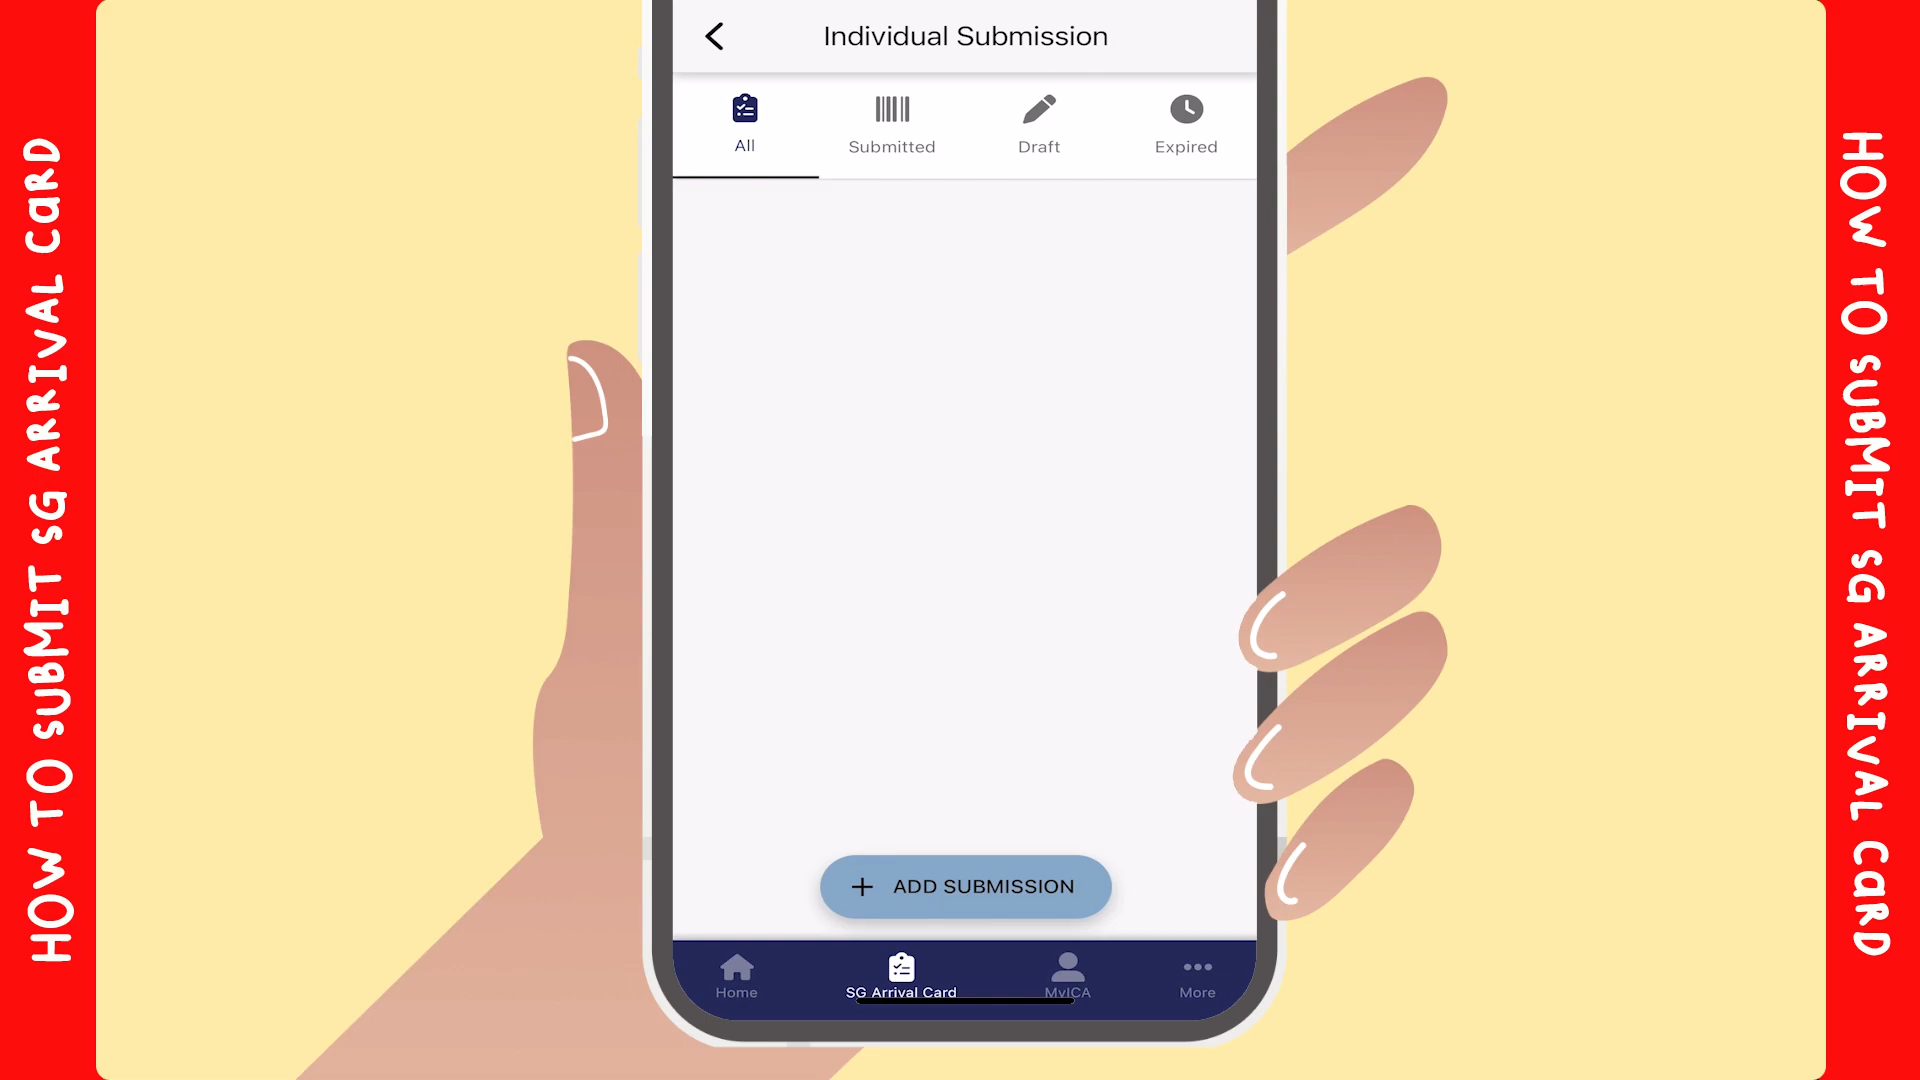 HOW TO SUBMIT SG ARRIVAL CARD
Individual Submission
All
Submitted
Draft
Expired
+ ADD SUBMISSION
Home
SG Arrival Card
MyICA
More
HOW TO SUBMIT SG ARRIVAL CARD